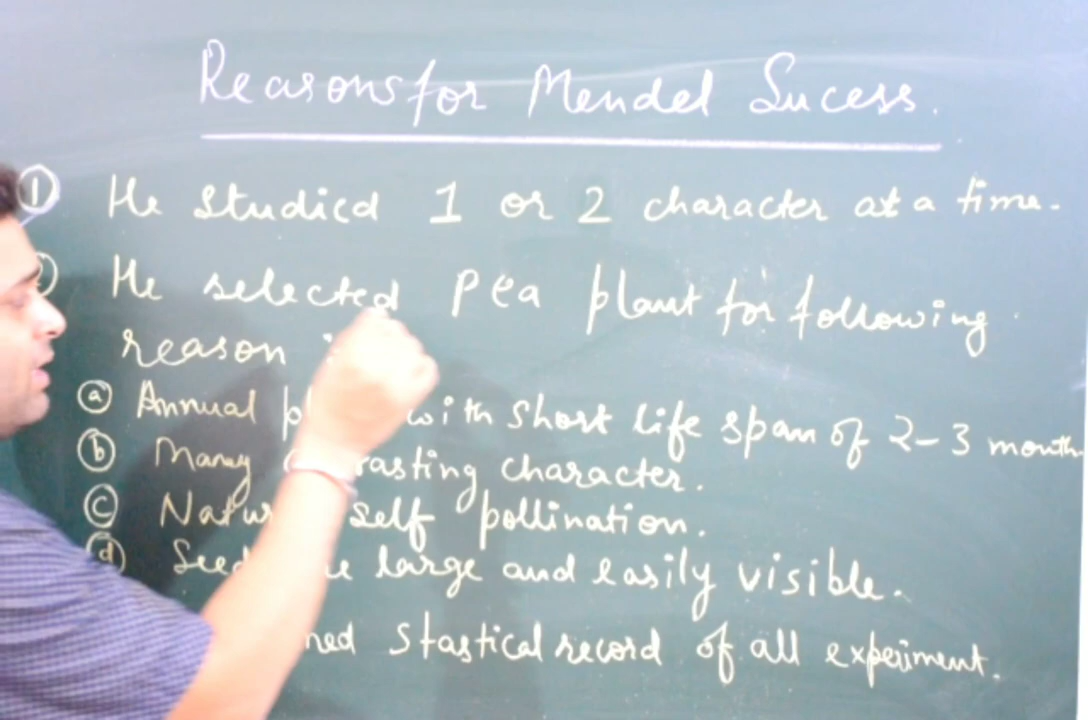 Reasons for Mendel Sucess.
① He studied 1 or 2 character at a time.
He selected Pea plant for following
reason
ⓐ Annual with short life span of 2-3 month
ⓑ Many character.
ⓒ self pollination.
ⓓ large and easily visible.
Stastical record of all experiment.